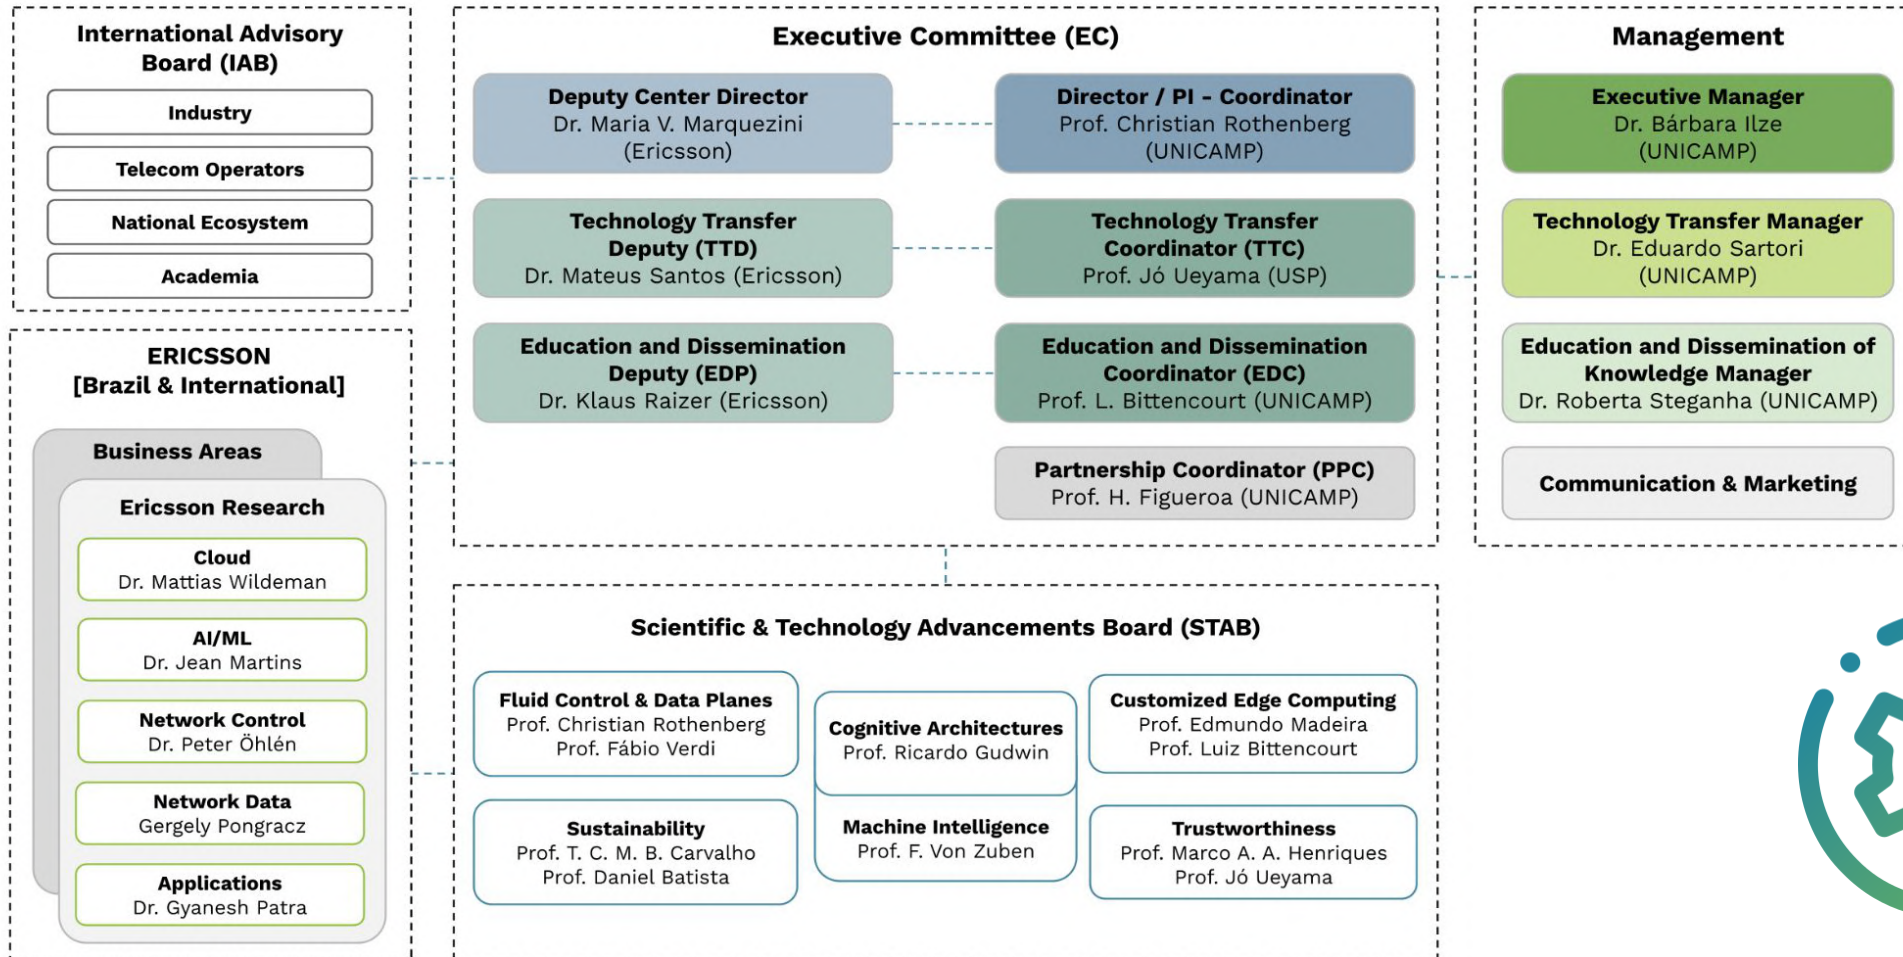 International Advisory
Board (IAB)
Industry
Telecom Operators
National Ecosystem
Academia
ERICSSON
[Brazil & International]
Business Areas
Ericsson Research
Cloud
Dr. Mattias Wildeman
AI/ML
Dr. Jean Martins
Network Control
Dr. Peter Öhlén
Network Data
Gergely Pongracz
Applications
Dr. Gyanesh Patra
Executive Committee (EC)
Deputy Center Director
Dr. Maria V. Marquezini
(Ericsson)
Director / PI - Coordinator
Prof. Christian Rothenberg
(UNICAMP)
Technology Transfer
Deputy (TTD)
Dr. Mateus Santos (Ericsson)
Technology Transfer
Coordinator (TTC)
Prof. Jó Ueyama (USP)
Education and Dissemination
Deputy (EDP)
Dr. Klaus Raizer (Ericsson)
Education and Dissemination
Coordinator (EDC)
Prof. L. Bittencourt (UNICAMP)
Partnership Coordinator (PPC)
Prof. H. Figueroa (UNICAMP)
Scientific & Technology Advancements Board (STAB)
Fluid Control & Data Planes
Prof. Christian Rothenberg
Prof. Fábio Verdi
Cognitive Architectures
Prof. Ricardo Gudwin
Customized Edge Computing
Prof. Edmundo Madeira
Prof. Luiz Bittencourt
Sustainability
Prof. T. C. M. B. Carvalho
Prof. Daniel Batista
Machine Intelligence
Prof. F. Von Zuben
Trustworthiness
Prof. Marco A. A. Henriques
Prof. Jó Ueyama
Management
Executive Manager
Dr. Bárbara Ilze
(UNICAMP)
Technology Transfer Manager
Dr. Eduardo Sartori
(UNICAMP)
Education and Dissemination of
Knowledge Manager
Dr. Roberta Steganha (UNICAMP)
Communication & Marketing